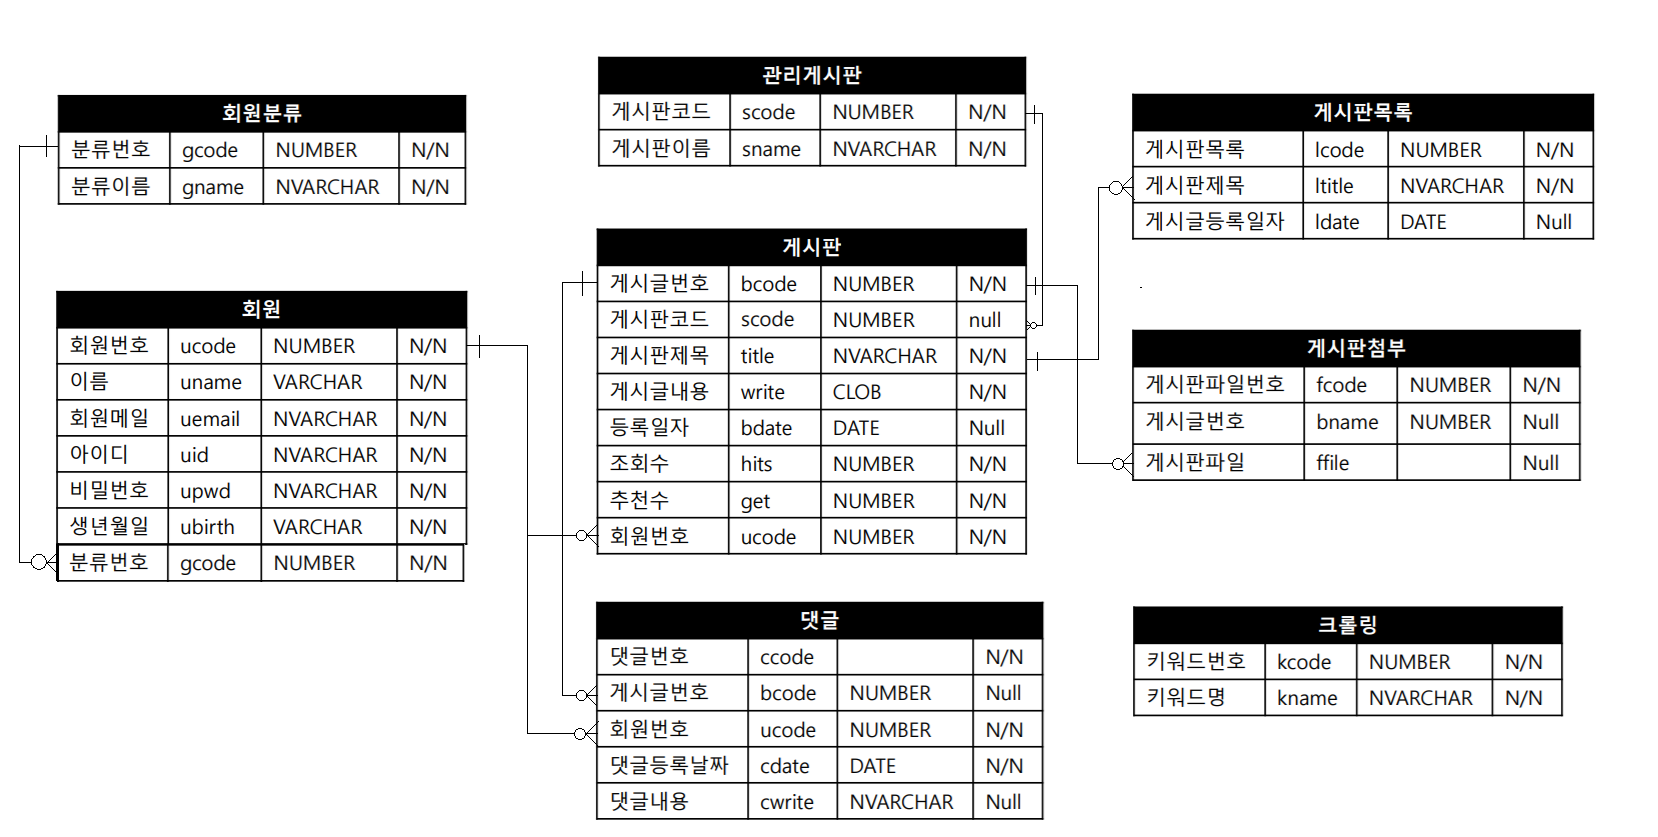 회원분류
분류번호 gcode NUMBER N/N
분류이름 gname NVARCHAR N/N
회원
회원번호 ucode NUMBER N/N
이름 uname VARCHAR N/N
회원메일 uemail NVARCHAR N/N
아이디 uid NVARCHAR N/N
비밀번호 upwd NVARCHAR N/N
생년월일 ubirth VARCHAR N/N
분류번호 gcode NUMBER N/N
관리게시판
게시판코드 scode NUMBER N/N
게시판이름 sname NVARCHAR N/N
게시판
게시글번호 bcode NUMBER N/N
게시판코드 scode NUMBER null
게시판제목 title NVARCHAR N/N
게시글내용 write CLOB N/N
등록일자 bdate DATE Null
조회수 hits NUMBER N/N
추천수 get NUMBER N/N
회원번호 ucode NUMBER N/N
댓글
댓글번호 ccode N/N
게시글번호 bcode NUMBER Null
회원번호 ucode NUMBER N/N
댓글등록날짜 cdate DATE N/N
댓글내용 cwrite NVARCHAR Null
게시판목록
게시판목록 lcode NUMBER N/N
게시판제목 ltitle NVARCHAR N/N
게시글등록일자 ldate DATE Null
게시판첨부
게시판파일번호 fcode NUMBER N/N
게시글번호 bname NUMBER Null
게시판파일 ffile Null
크롤링
키워드번호 kcode NUMBER N/N
키워드명 kname NVARCHAR N/N